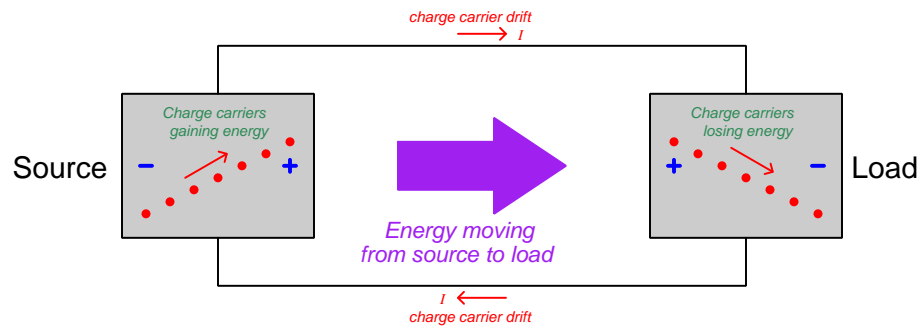 charge carrier drift
I
Charge carriers
gaining energy
Charge carriers
losing energy
Source
− +
+ −
Load
Energy moving
from source to load
I
charge carrier drift